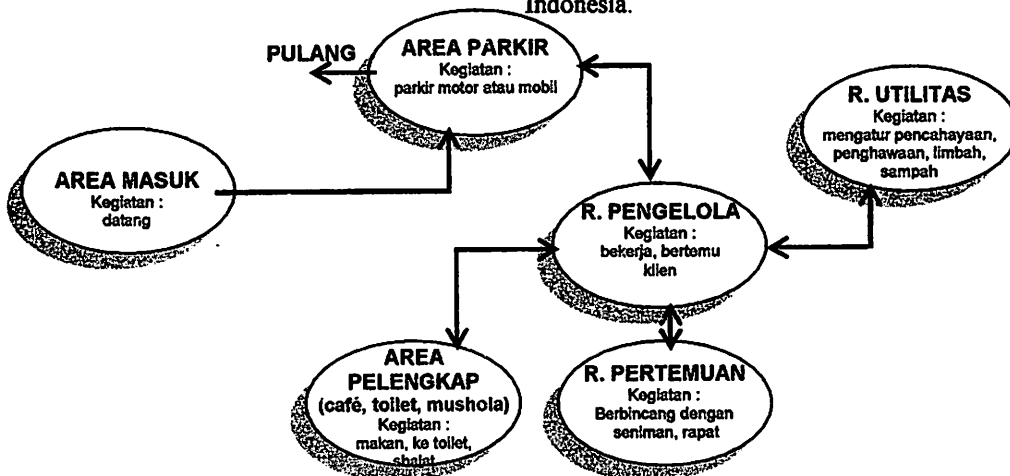 Indonesia.
PULANG
AREA PARKIR
Kegiatan :
parkir motor atau mobil
R. UTILITAS
Kegiatan :
mengatur pencahayaan,
penghawaan, limbah,
sampah
AREA MASUK
Kegiatan :
datang
R. PENGELOLA
Kegiatan :
bekerja, bertemu
klien
AREA
PELENGKAP
(café, toilet, mushola)
Kegiatan :
makan, ke toilet,
shalat
R. PERTEMUAN
Kegiatan :
Berbincang dengan
seniman, rapat